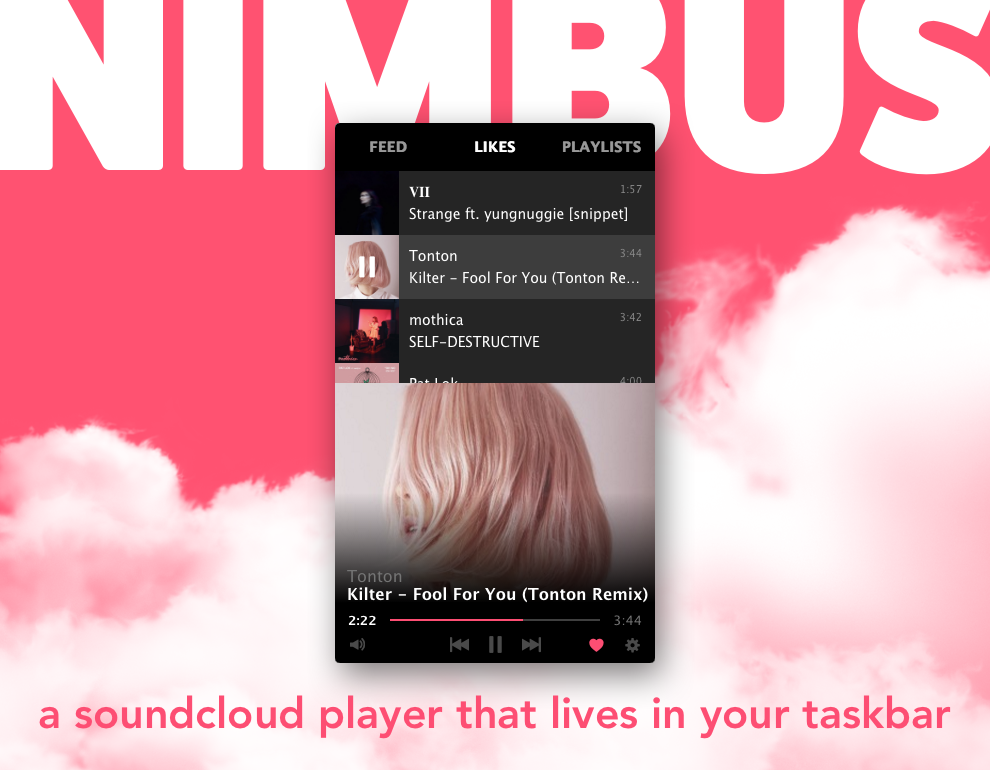 NIMBUS
FEED LIKES PLAYLISTS
VII 1:57
Strange ft. yungnuggie [snippet]
Tonton 3:44
Kilter – Fool For You (Tonton Re...
mothica 3:42
SELF–DESTRUCTIVE
Pat Lok 4:00
Tonton
Kilter – Fool For You (Tonton Remix)
2:22 3:44
a soundcloud player that lives in your taskbar